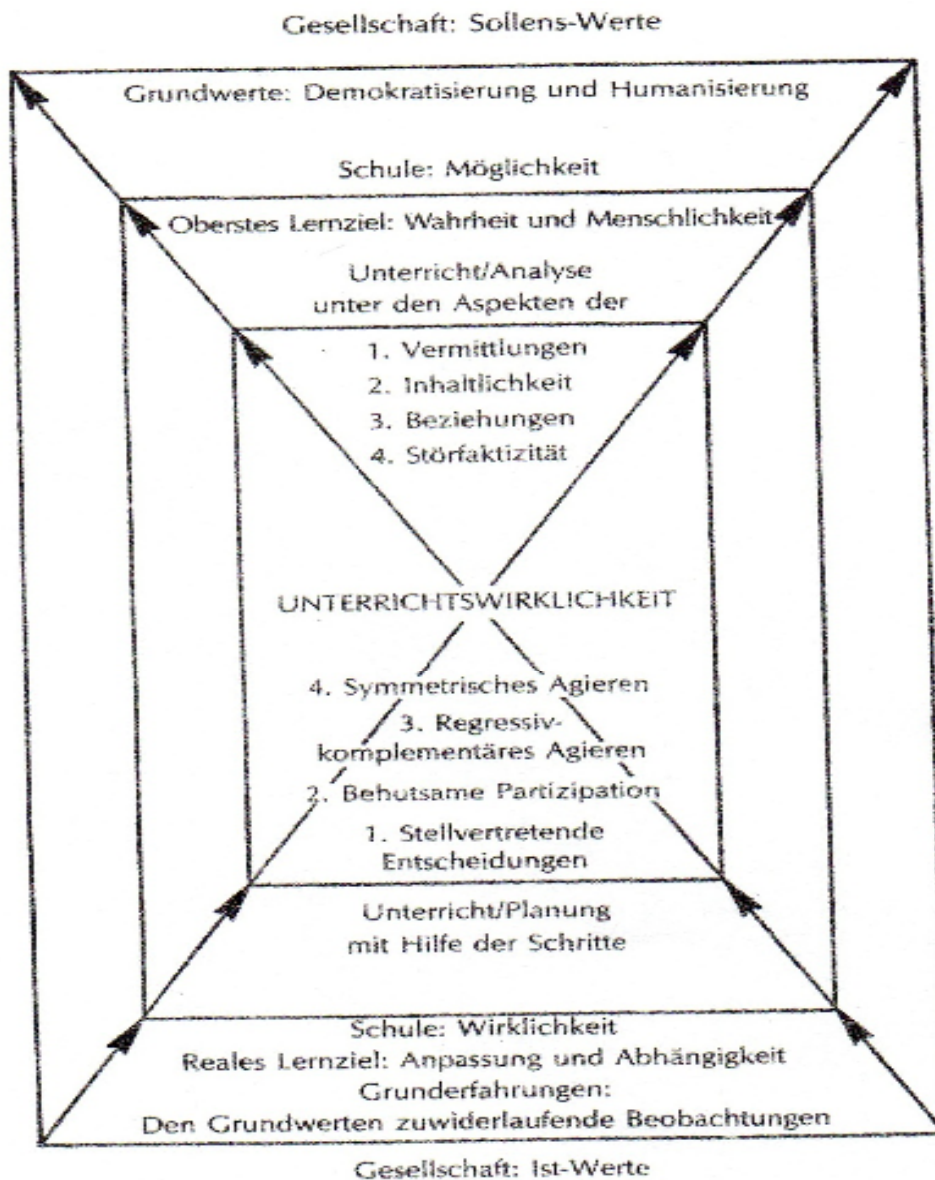 Gesellschaft: Sollens-Werte
Grundwerte: Demokratisierung und Humanisierung
Schule: Möglichkeit
Oberstes Lernziel: Wahrheit und Menschlichkeit
Unterricht/Analyse
unter den Aspekten der
1. Vermittlungen
2. Inhaltlichkeit
3. Beziehungen
4. Störfaktizität
UNTERRICHTSWIRKLICHKEIT
4. Symmetrisches Agieren
3. Regressiv-
komplementäres Agieren
2. Behutsame Partizipation
1. Stellvertretende
Entscheidungen
Unterricht/Planung
mit Hilfe der Schritte
Schule: Wirklichkeit
Reales Lernziel: Anpassung und Abhängigkeit
Grunderfahrungen:
Den Grundwerten zuwiderlaufende Beobachtungen
Gesellschaft: Ist-Werte